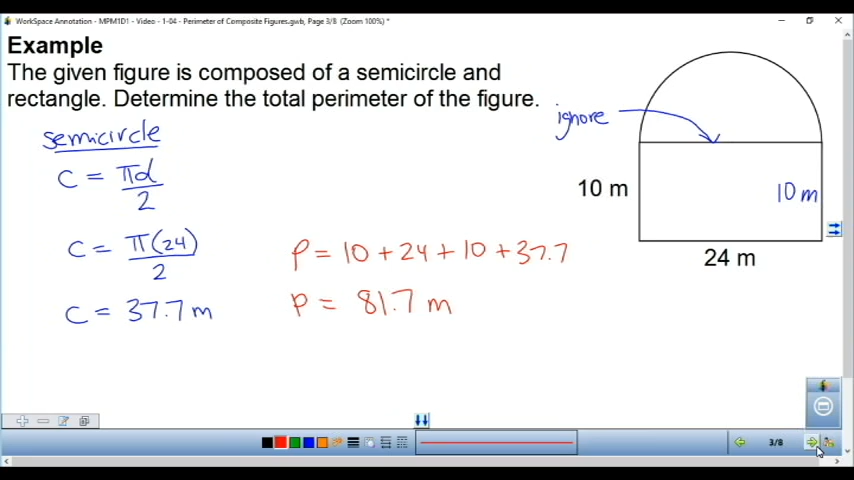 WorkSpace Annotation - MPM1D1 - Video - 1-04 - Perimeter of Composite Figures.gwb, Page 3/8 (Zoom 100%) *
Example
The given figure is composed of a semicircle and
rectangle. Determine the total perimeter of the figure.
ignore
semicircle
C = πd/2
10 m
10 m
C = π(24)/2
P = 10 + 24 + 10 + 37.7
24 m
C = 37.7 m
P = 81.7 m
3/8